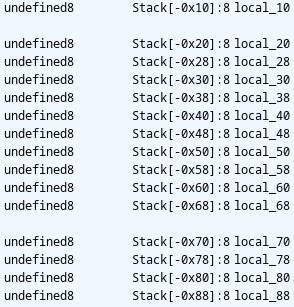 undefined8 Stack[-0x10]:8 local_10
undefined8 Stack[-0x20]:8 local_20
undefined8 Stack[-0x28]:8 local_28
undefined8 Stack[-0x30]:8 local_30
undefined8 Stack[-0x38]:8 local_38
undefined8 Stack[-0x40]:8 local_40
undefined8 Stack[-0x48]:8 local_48
undefined8 Stack[-0x50]:8 local_50
undefined8 Stack[-0x58]:8 local_58
undefined8 Stack[-0x60]:8 local_60
undefined8 Stack[-0x68]:8 local_68
undefined8 Stack[-0x70]:8 local_70
undefined8 Stack[-0x78]:8 local_78
undefined8 Stack[-0x80]:8 local_80
undefined8 Stack[-0x88]:8 local_88